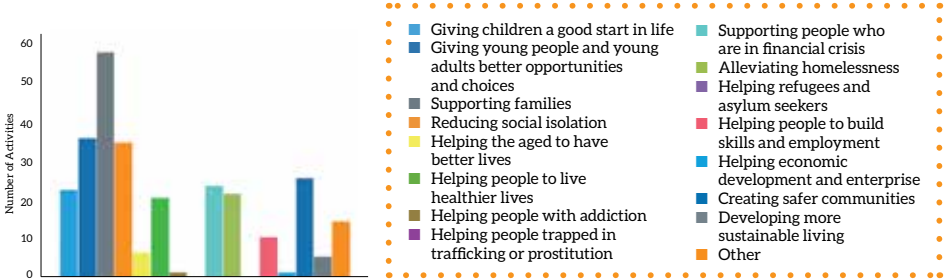 Number of Activities
60
50
40
30
20
10
0
Giving children a good start in life
Giving young people and young
adults better opportunities
and choices
Supporting families
Reducing social isolation
Helping the aged to have
better lives
Helping people to live
healthier lives
Helping people with addiction
Helping people trapped in
trafficking or prostitution
Supporting people who
are in financial crisis
Alleviating homelessness
Helping refugees and
asylum seekers
Helping people to build
skills and employment
Helping economic
development and enterprise
Creating safer communities
Developing more
sustainable living
Other